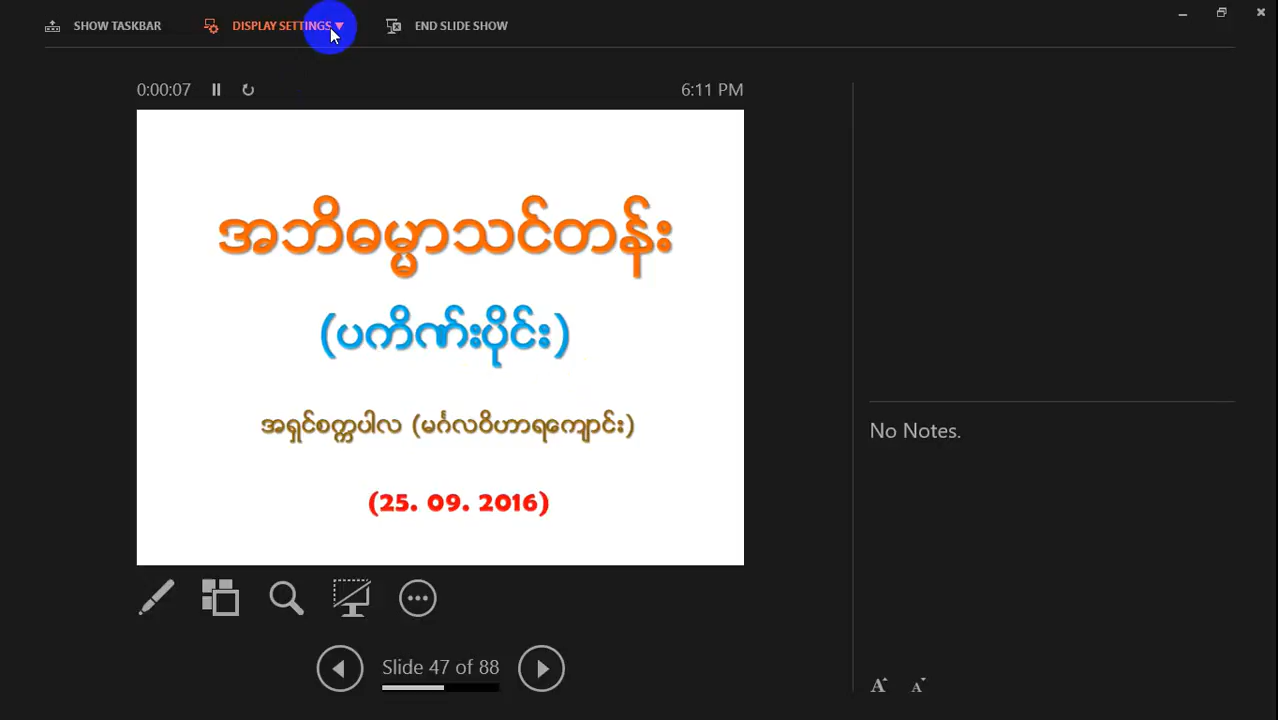 SHOW TASKBAR DISPLAY SETTINGS END SLIDE SHOW
0:00:07 6:11 PM
အဘိဓမ္မာသင်တန်း
(ပကိဏ်းပိုင်း)
အရှင်စက္ကပါလ (မင်္ဂလဝိဟာရကျောင်း)
(25. 09. 2016)
No Notes.
Slide 47 of 88
A A